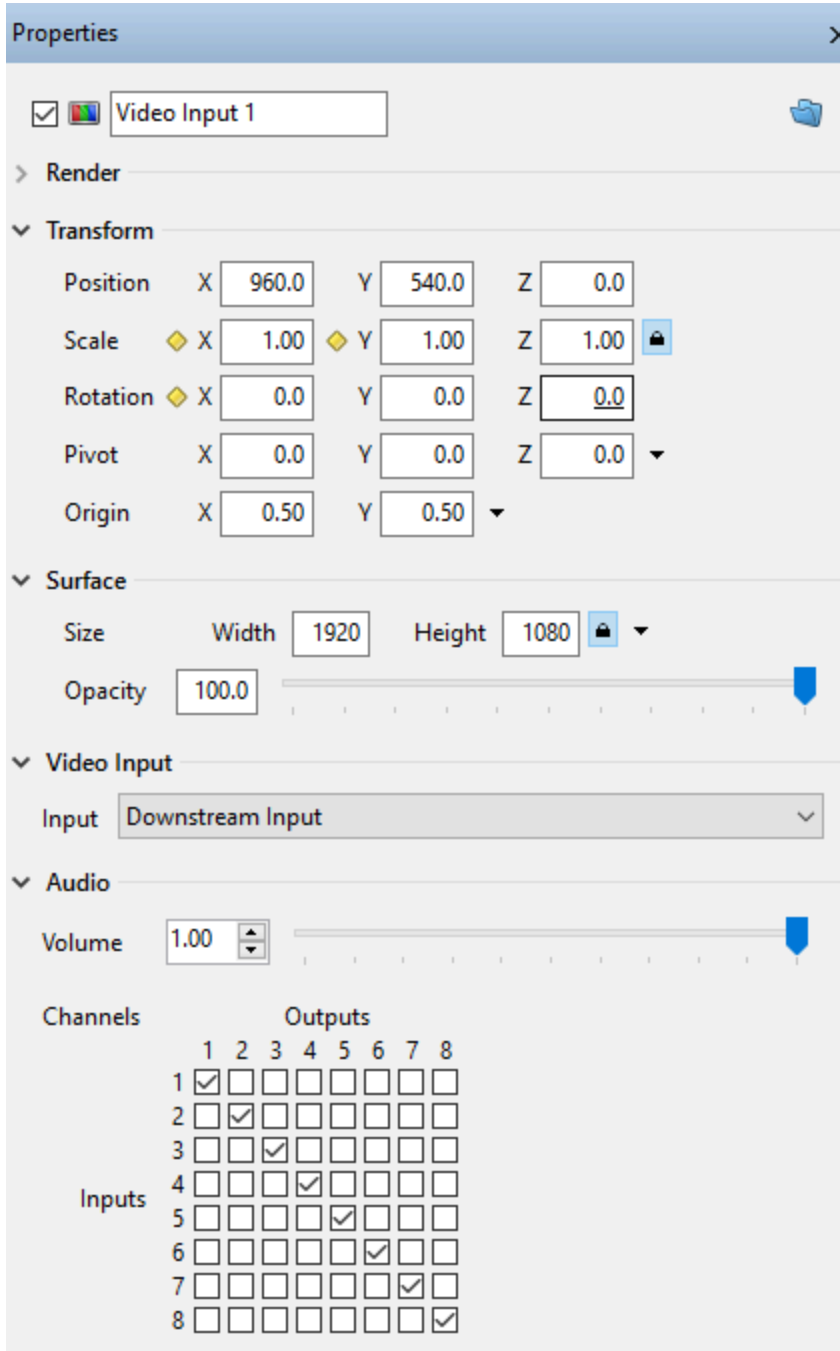 Properties
Video Input 1
Render
Transform
Position X 960.0 Y 540.0 Z 0.0
Scale X 1.00 Y 1.00 Z 1.00
Rotation X 0.0 Y 0.0 Z 0.0
Pivot X 0.0 Y 0.0 Z 0.0
Origin X 0.50 Y 0.50
Surface
Size Width 1920 Height 1080
Opacity 100.0
Video Input
Input Downstream Input
Audio
Volume 1.00
Channels Outputs
1 2 3 4 5 6 7 8
1
2
3
4
Inputs
5
6
7
8